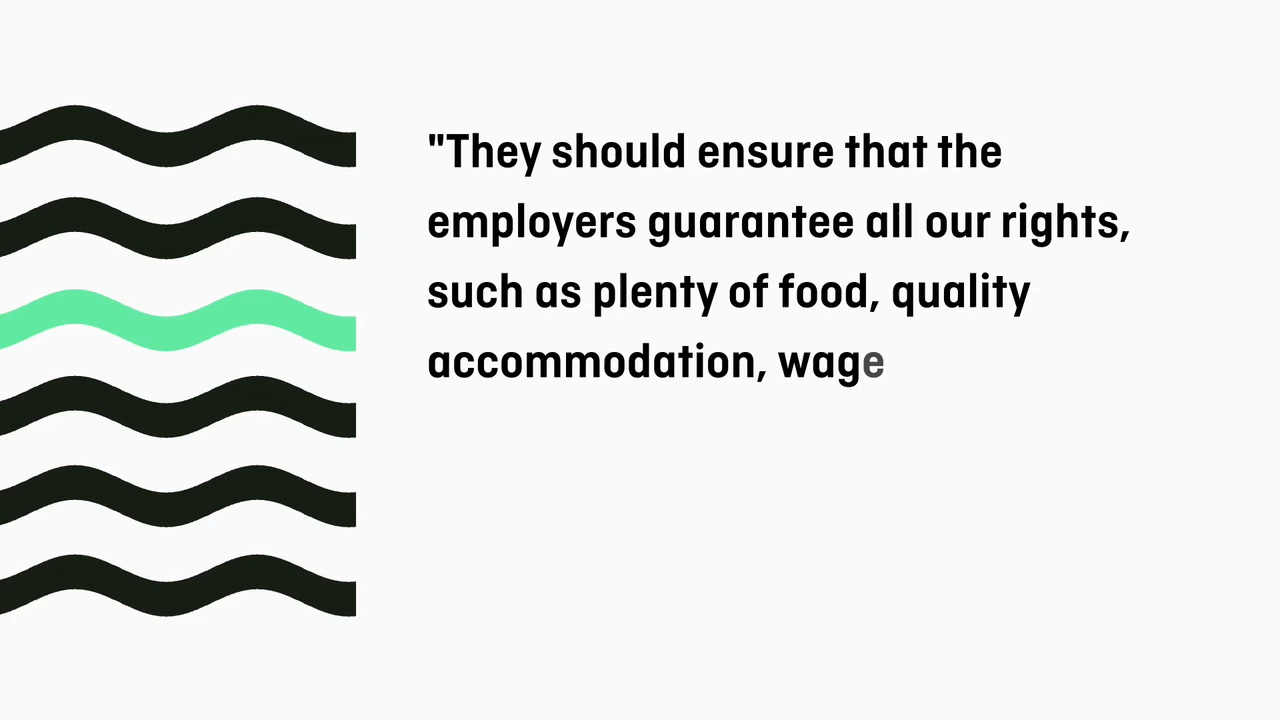 "They should ensure that the
employers guarantee all our rights,
such as plenty of food, quality
accommodation, wage